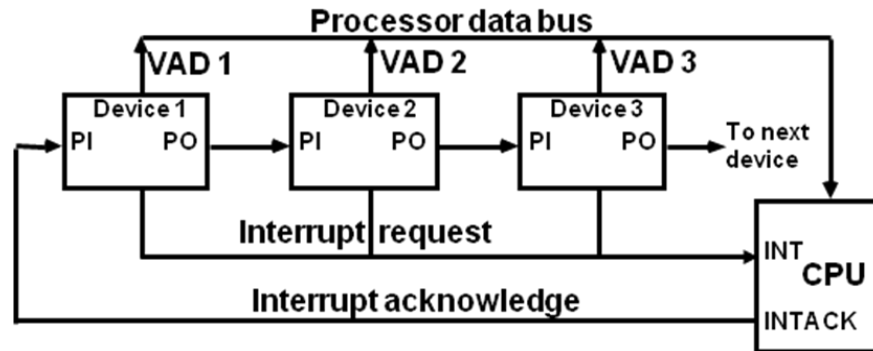 Processor data bus
VAD 1 VAD 2 VAD 3
Device 1 Device 2 Device 3
PI PO PI PO PI PO
To next
device
Interrupt request
INT
CPU
Interrupt acknowledge
INTACK